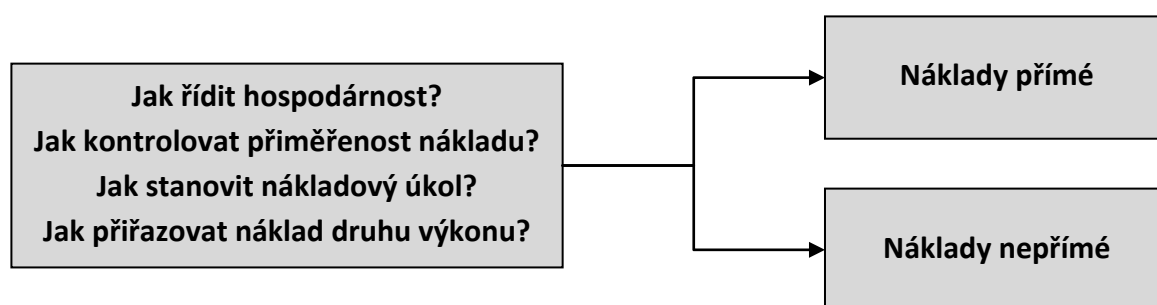 Jak řídit hospodárnost?
Jak kontrolovat přiměřenost nákladu?
Jak stanovit nákladový úkol?
Jak přiřazovat náklad druhu výkonu?
Náklady přímé
Náklady nepřímé